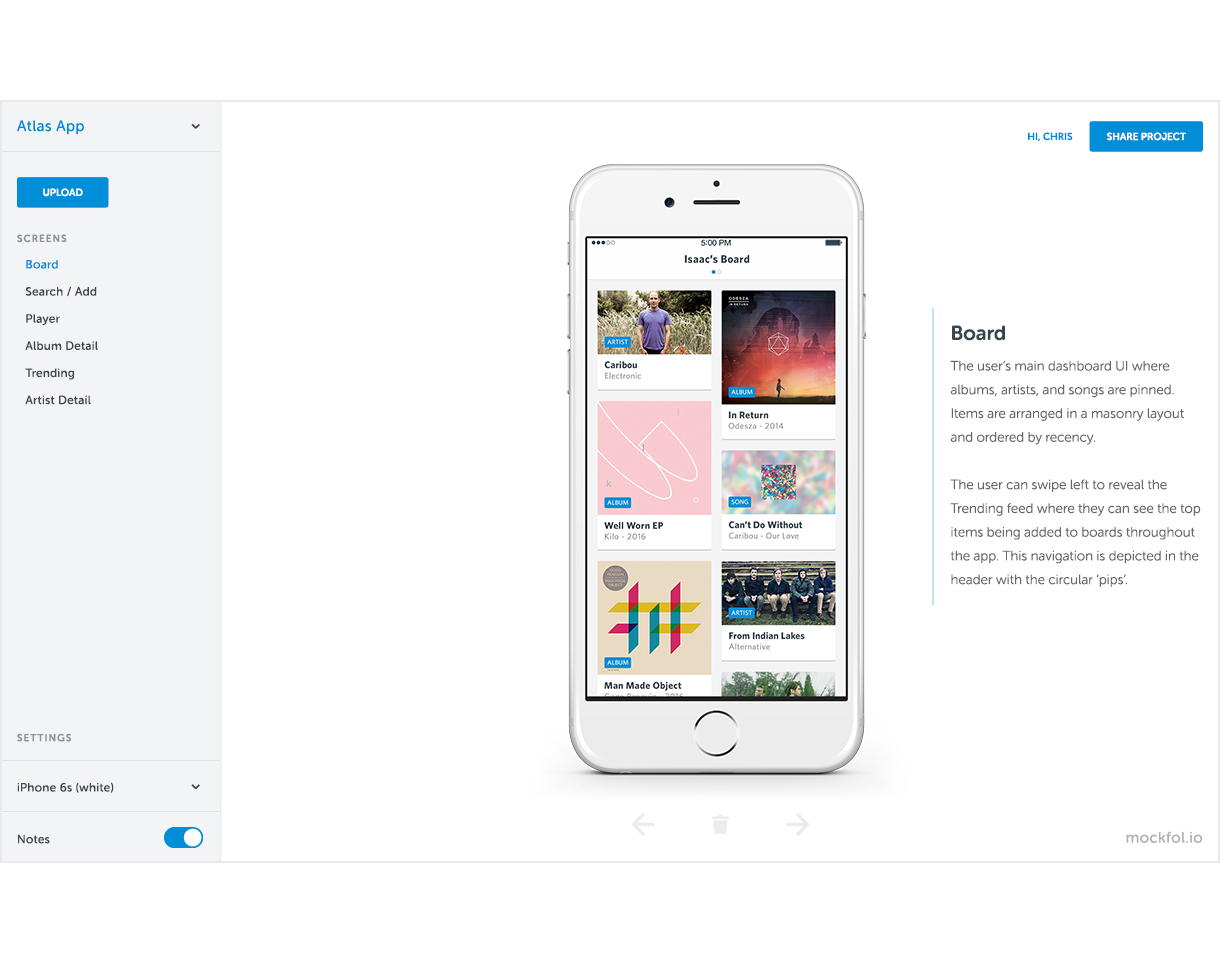 Atlas App
UPLOAD
SCREENS
Board
Search / Add
Player
Album Detail
Trending
Artist Detail
SETTINGS
iPhone 6s (white)
Notes
HI, CHRIS
SHARE PROJECT
5:00 PM
Isaac’s Board
ARTIST
Caribou
Electronic
ODESZA
IN RETURN
ALBUM
In Return
Odesza - 2014
k
l
o
ALBUM
Well Worn EP
Kilo - 2016
SONG
Can’t Do Without
Caribou - Our Love
ALBUM
Man Made Object
ARTIST
From Indian Lakes
Alternative
Board
The user’s main dashboard UI where
albums, artists, and songs are pinned.
Items are arranged in a masonry layout
and ordered by recency.
The user can swipe left to reveal the
Trending feed where they can see the top
items being added to boards throughout
the app. This navigation is depicted in the
header with the circular ‘pips’.
mockfol.io